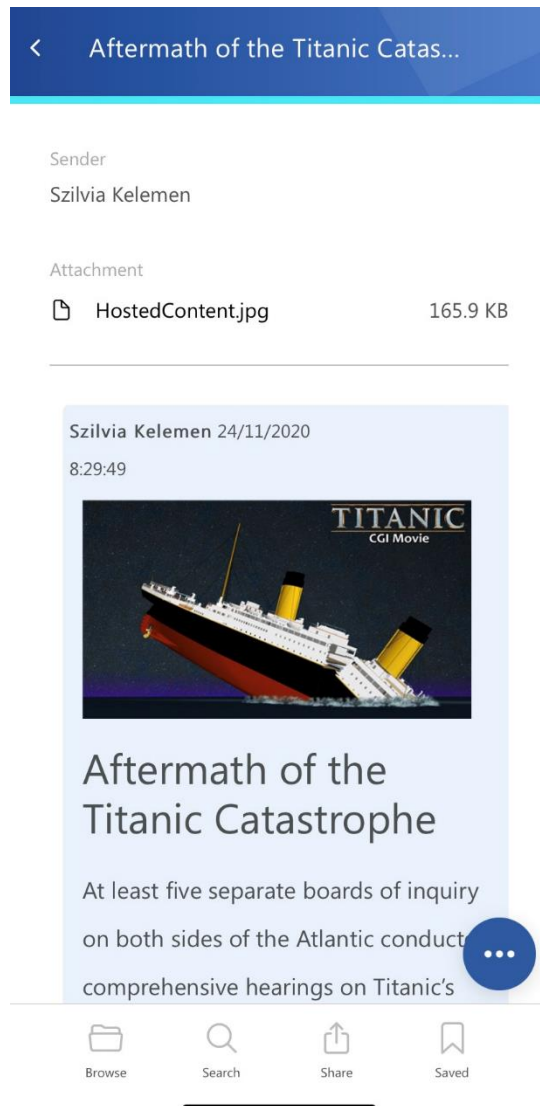 Aftermath of the Titanic Catas...
Sender
Szilvia Kelemen
Attachment
HostedContent.jpg 165.9 KB
Szilvia Kelemen 24/11/2020
8:29:49
TITANIC
CGI Movie
Aftermath of the
Titanic Catastrophe
At least five separate boards of inquiry
on both sides of the Atlantic
comprehensive hearings on Titanic’s
Browse Search Share Saved